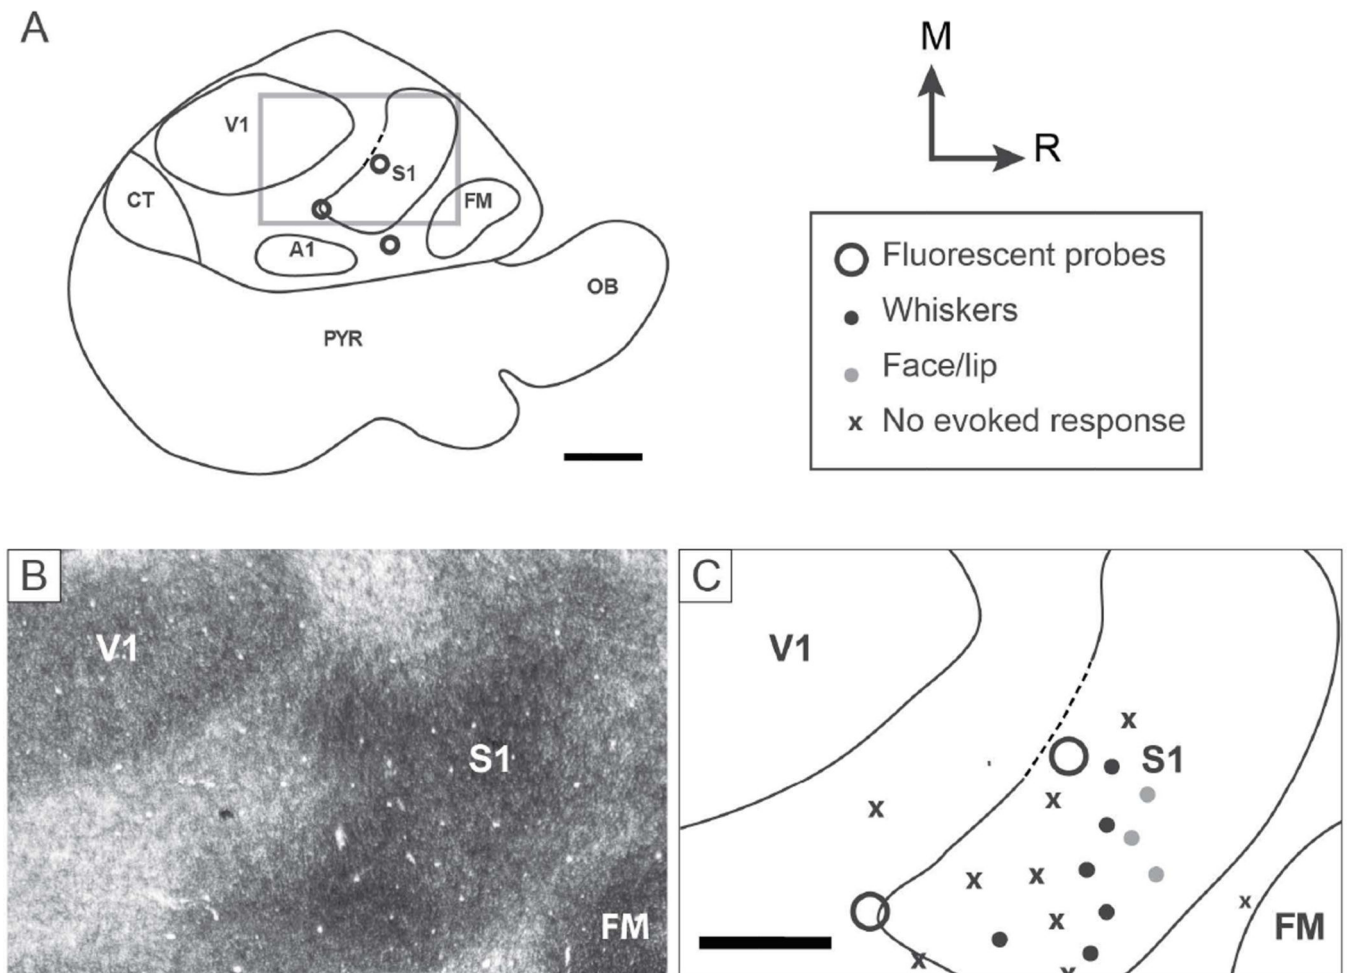 A
M
R
V1
CT
S1
FM
A1
OB
PYR
Fluorescent probes
Whiskers
Face/lip
x No evoked response
B
V1
S1
FM
C
V1
x
S1
x
x
x
x
x
x
FM
x
x